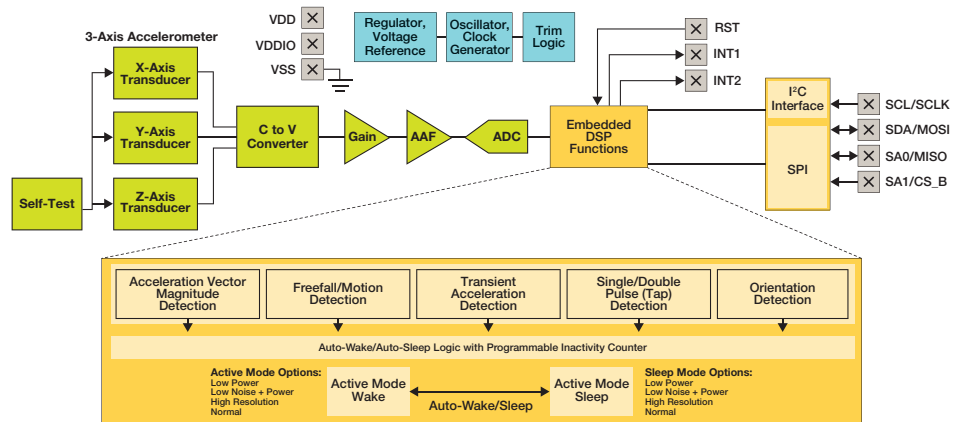 VDD
VDDIO
VSS
Regulator,
Voltage
Reference
Oscillator,
Clock
Generator
Trim
Logic
RST
INT1
INT2
3-Axis Accelerometer
X-Axis
Transducer
Y-Axis
Transducer
Z-Axis
Transducer
Self-Test
C to V
Converter
Gain
AAF
ADC
Embedded
DSP
Functions
I²C
Interface
SPI
SCL/SCLK
SDA/MOSI
SA0/MISO
SA1/CS_B
Acceleration Vector
Magnitude
Detection
Freefall/Motion
Detection
Transient
Acceleration
Detection
Single/Double
Pulse (Tap)
Detection
Orientation
Detection
Auto-Wake/Auto-Sleep Logic with Programmable Inactivity Counter
Active Mode Options:
Low Power
Low Noise + Power
High Resolution
Normal
Active Mode
Wake
Auto-Wake/Sleep
Active Mode
Sleep
Sleep Mode Options:
Low Power
Low Noise + Power
High Resolution
Normal